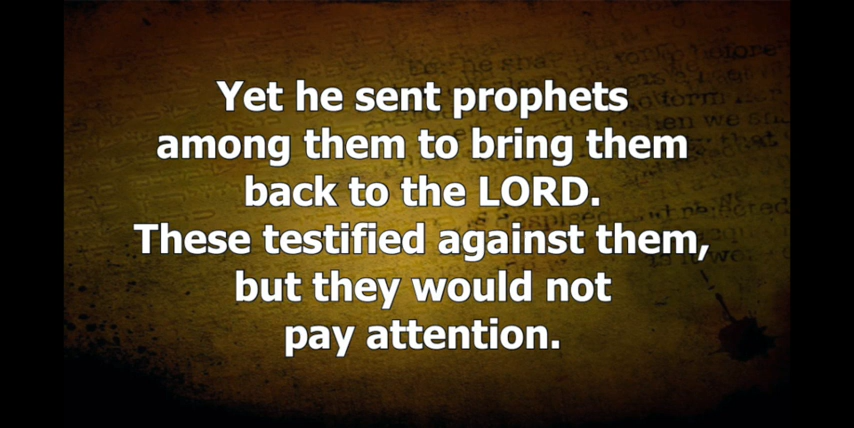 Yet he sent prophets
among them to bring them
back to the LORD.
These testified against them,
but they would not
pay attention.